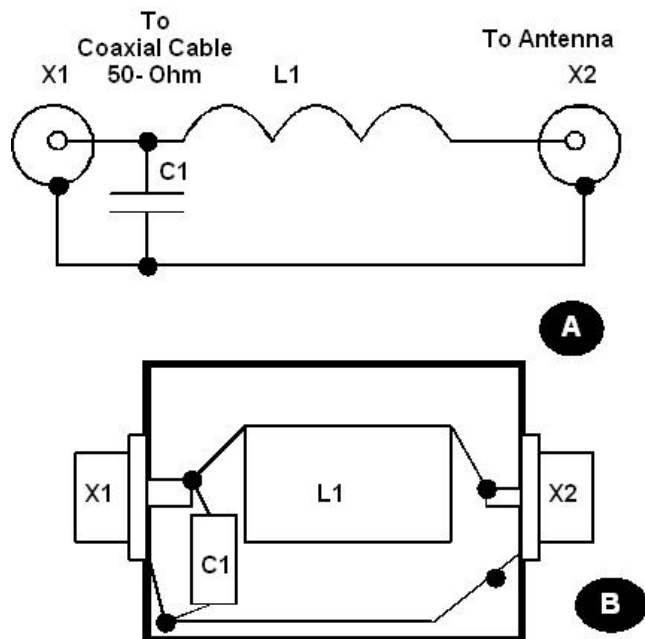 To
Coaxial Cable
50- Ohm
X1
L1
To Antenna
X2
C1
A
X1
L1
X2
C1
B